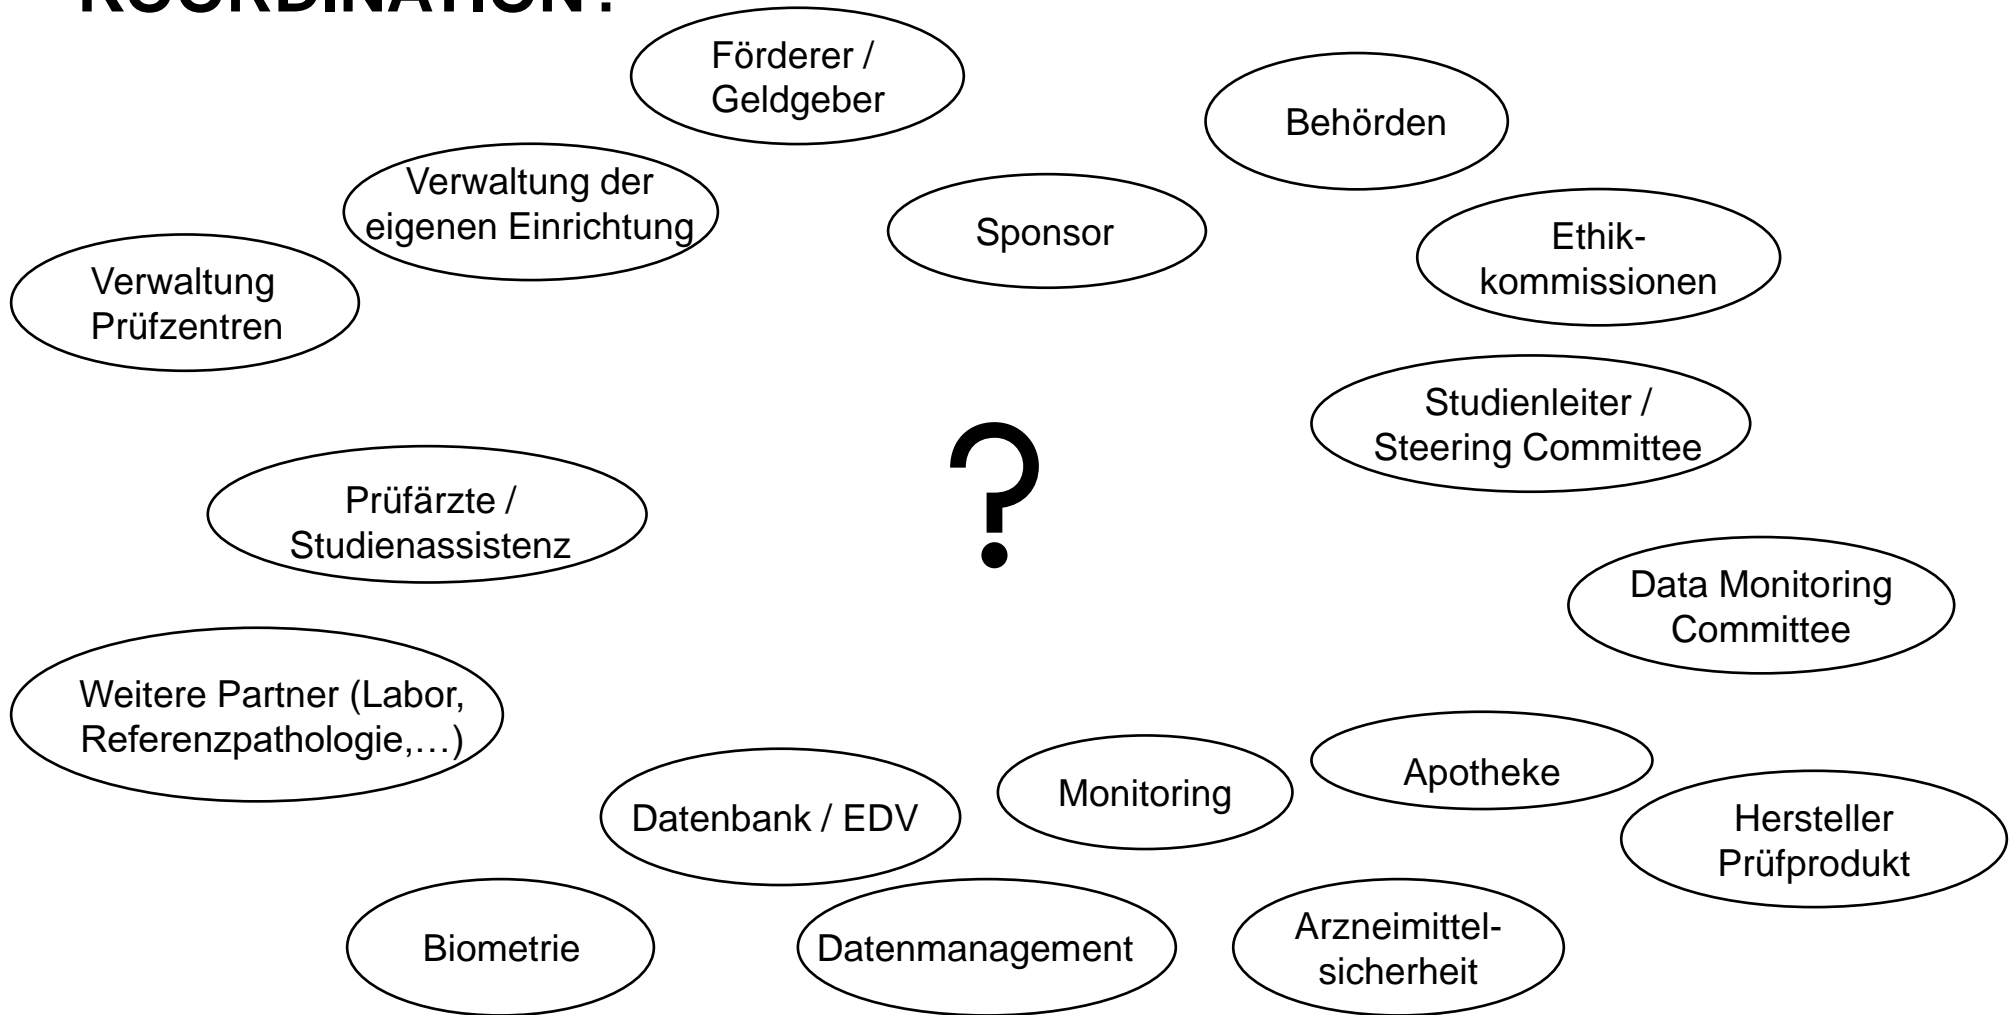 KOORDINATION?
Förderer /
Geldgeber
Behörden
Verwaltung der
eigenen Einrichtung
Sponsor
Ethik-
kommissionen
Verwaltung
Prüfzentren
Studienleiter /
Steering Committee
?
Prüfärzte /
Studienassistenz
Data Monitoring
Committee
Weitere Partner (Labor,
Referenzpathologie,…)
Apotheke
Monitoring
Datenbank / EDV
Hersteller
Prüfprodukt
Biometrie
Datenmanagement
Arzneimittel-
sicherheit